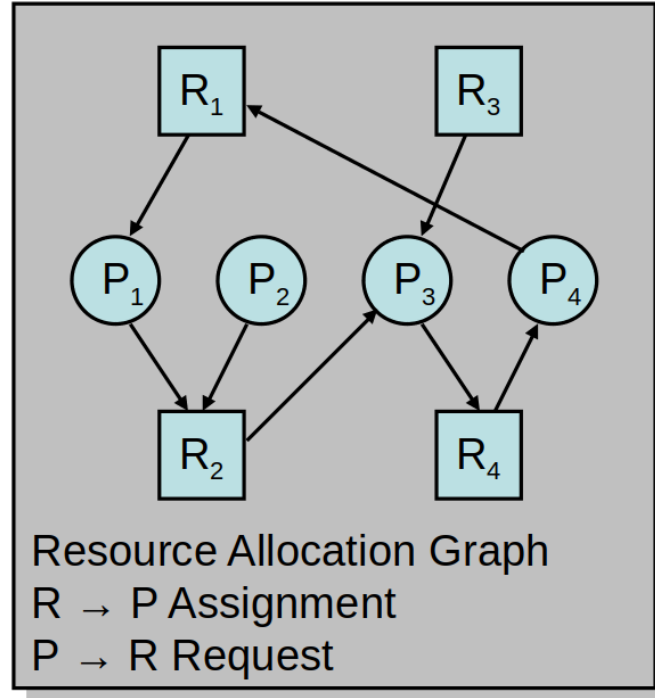 R1 R3
P1 P2 P3 P4
R2 R4
Resource Allocation Graph
R → P Assignment
P → R Request